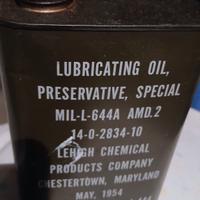 LUBRICATING OIL,
PRESERVATIVE, SPECIAL
MIL-L-644A AMD.2
14-O-2834-10
LEHIGH CHEMICAL
PRODUCTS COMPANY
CHESTERTOWN, MARYLAND
MAY, 1954